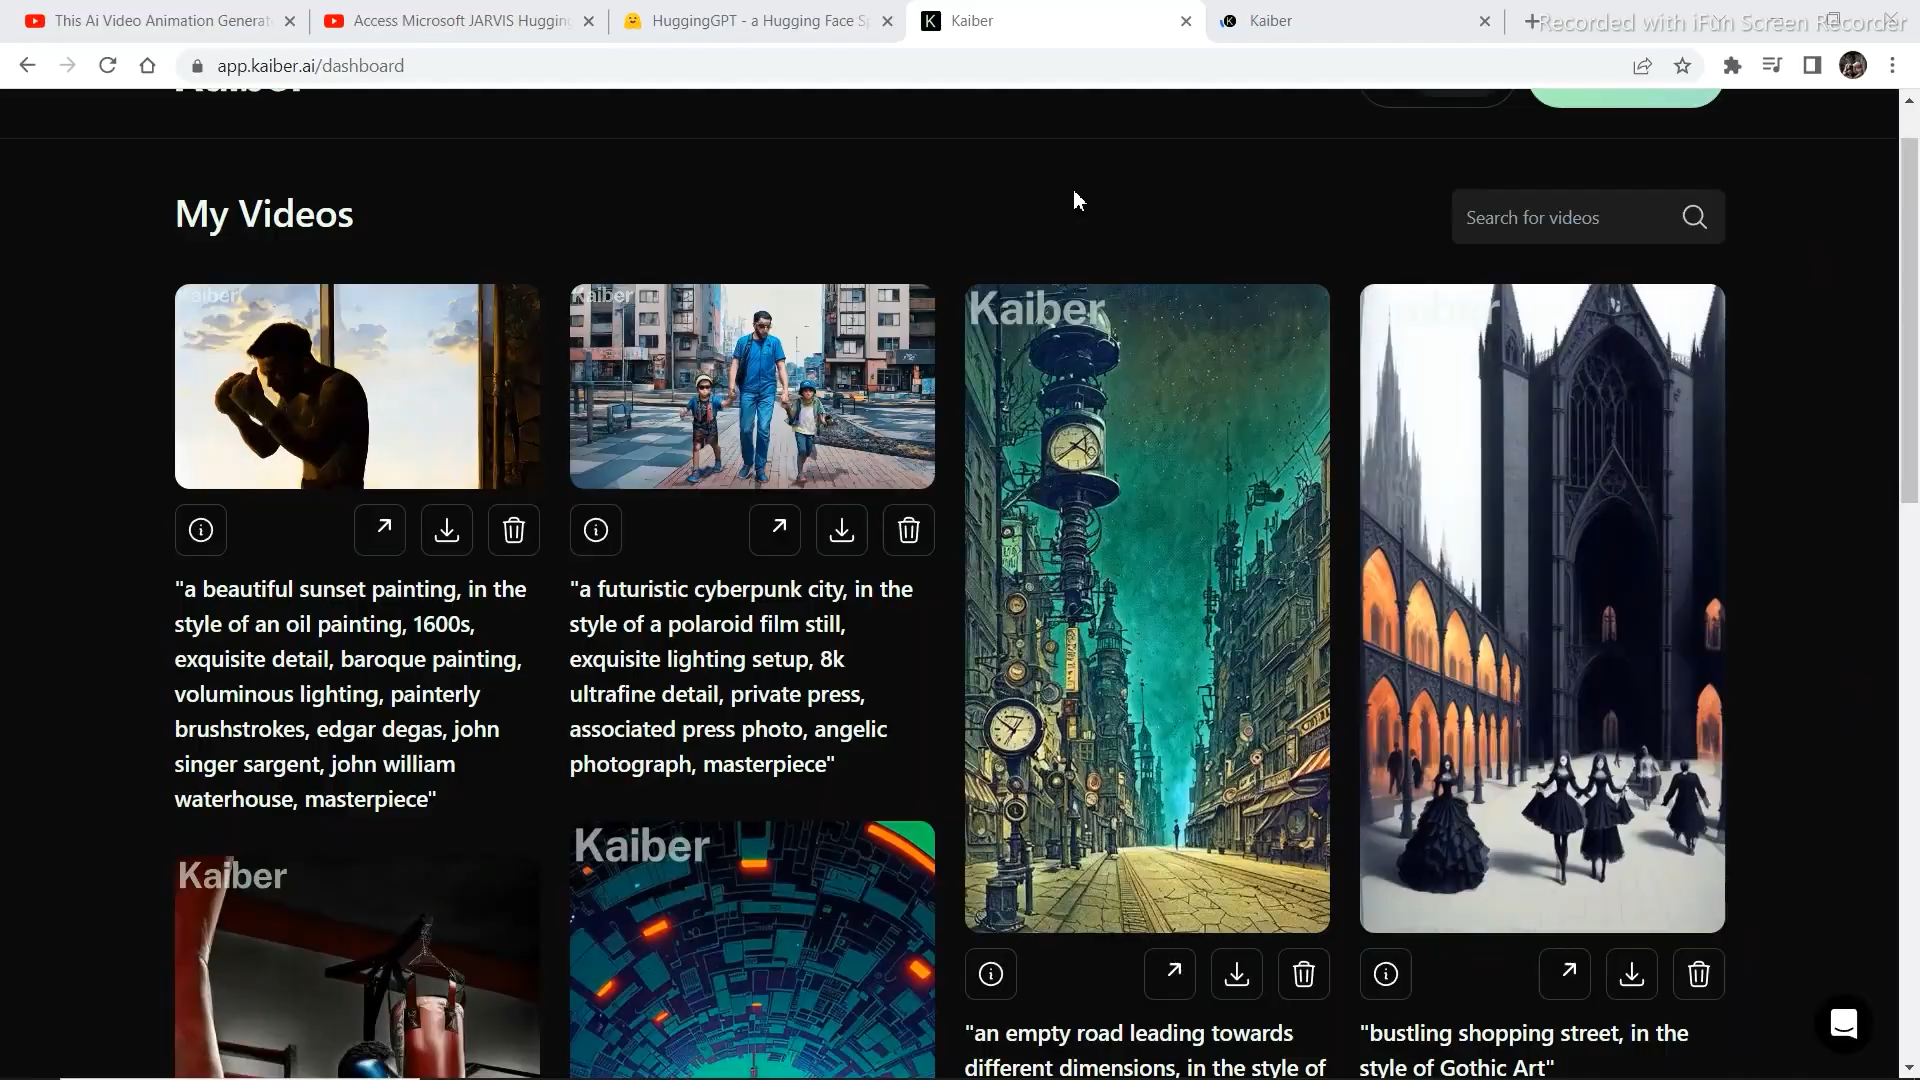 This Ai Video Animation Generat
Access Microsoft JARVIS Hugging
HuggingGPT - a Hugging Face Sp
Kaiber
Kaiber
Recorded with iFun Screen Recorder
app.kaiber.ai/dashboard
Kaiber
My Videos
Search for videos
Kaiber
Kaiber
Kaiber
"a beautiful sunset painting, in the
style of an oil painting, 1600s,
exquisite detail, baroque painting,
voluminous lighting, painterly
brushstrokes, edgar degas, john
singer sargent, john william
waterhouse, masterpiece"
"a futuristic cyberpunk city, in the
style of a polaroid film still,
exquisite lighting setup, 8k
ultrafine detail, private press,
associated press photo, angelic
photograph, masterpiece"
Kaiber
Kaiber
"an empty road leading towards
different dimensions, in the style of
"bustling shopping street, in the
style of Gothic Art"